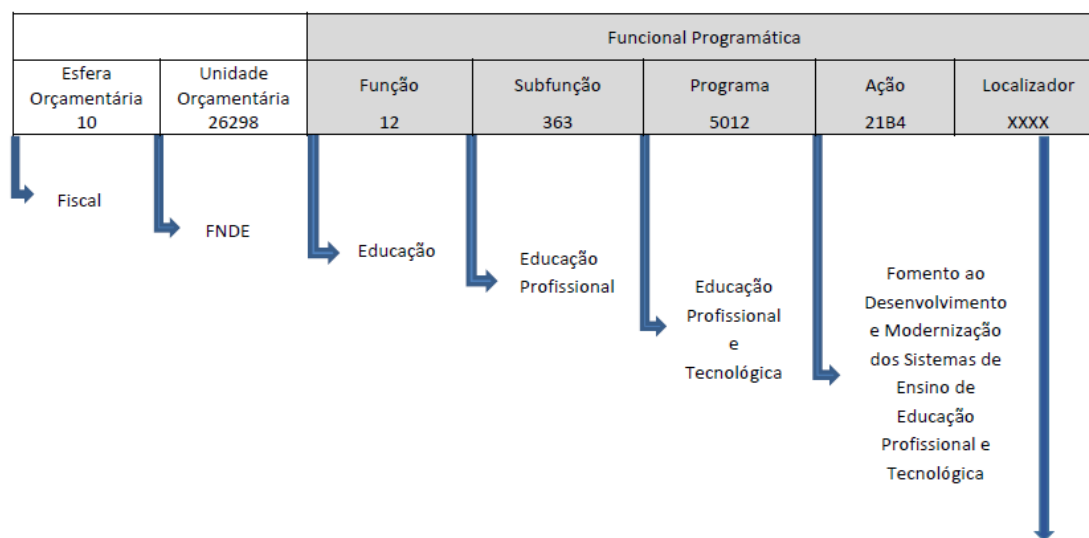 Funcional Programática
Esfera
Orçamentária
10
Unidade
Orçamentária
26298
Função
12
Subfunção
363
Programa
5012
Ação
21B4
Localizador
XXXX
Fiscal
FNDE
Educação
Educação
Profissional
Educação
Profissional
e
Tecnológica
Fomento ao
Desenvolvimento
e Modernização
dos Sistemas de
Ensino de
Educação
Profissional e
Tecnológica